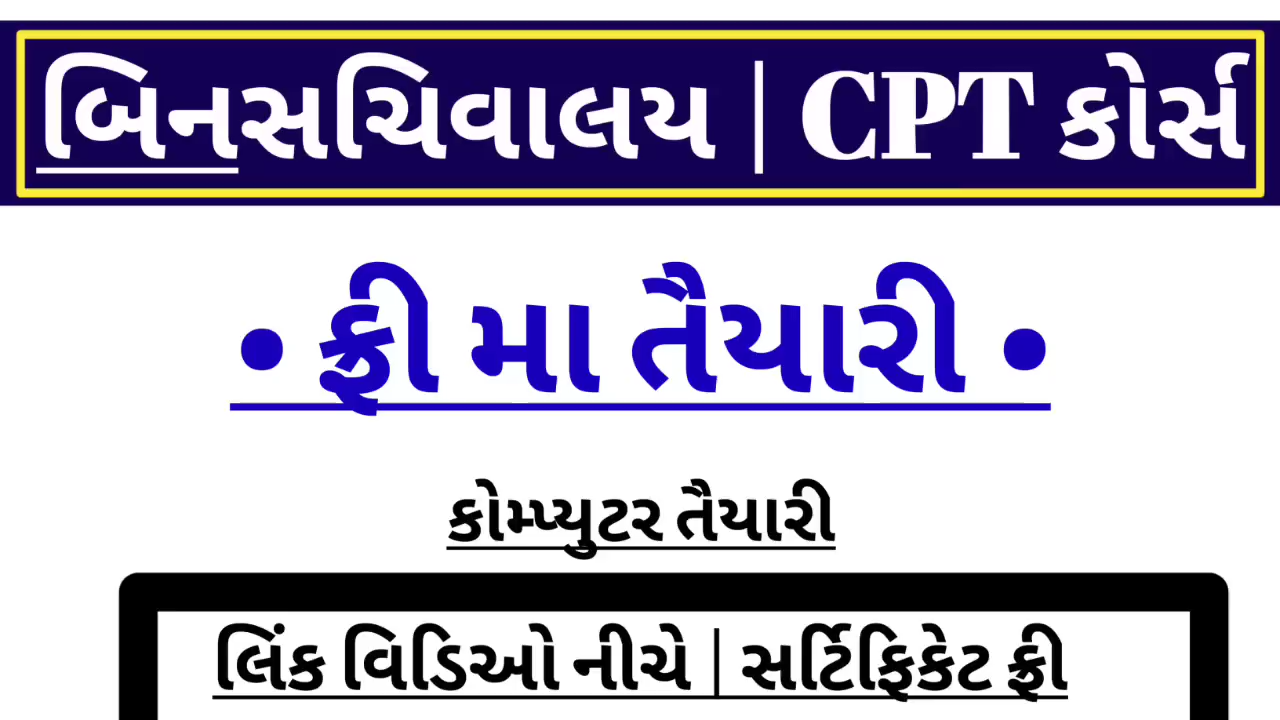 બિનસચિવાલય | CPT કોર્સ
• ફ્રી મા તૈયારી •
કોમ્પ્યુટર તૈયારી
લિંક વિડિઓ નીચે | સર્ટિફિકેટ ફ્રી